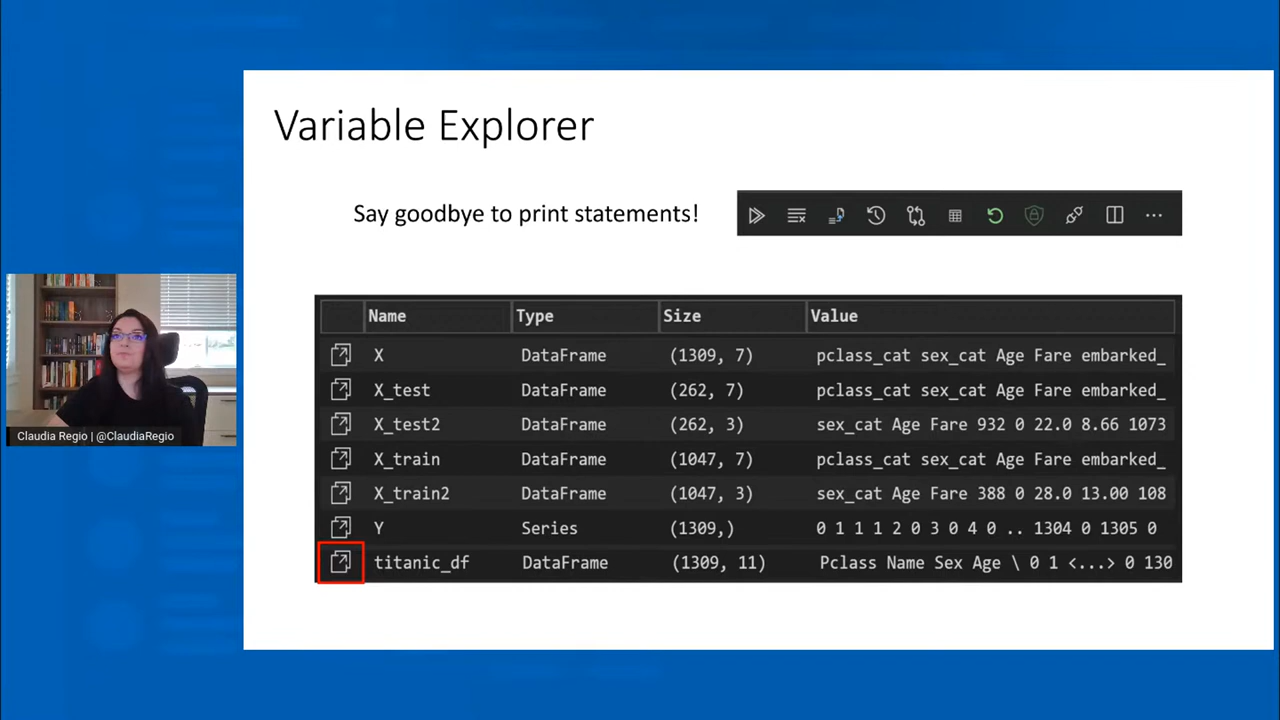 Variable Explorer
Say goodbye to print statements!
Name Type Size Value
X DataFrame (1309, 7) pclass_cat sex_cat Age Fare embarked_
X_test DataFrame (262, 7) pclass_cat sex_cat Age Fare embarked_
X_test2 DataFrame (262, 3) sex_cat Age Fare 932 0 22.0 8.66 1073
X_train DataFrame (1047, 7) pclass_cat sex_cat Age Fare embarked_
X_train2 DataFrame (1047, 3) sex_cat Age Fare 388 0 28.0 13.00 108
Y Series (1309,) 0 1 1 1 2 0 3 0 4 0 .. 1304 0 1305 0
titanic_df DataFrame (1309, 11) Pclass Name Sex Age \ 0 1 <...> 0 130
Claudia Regio | @ClaudiaRegio